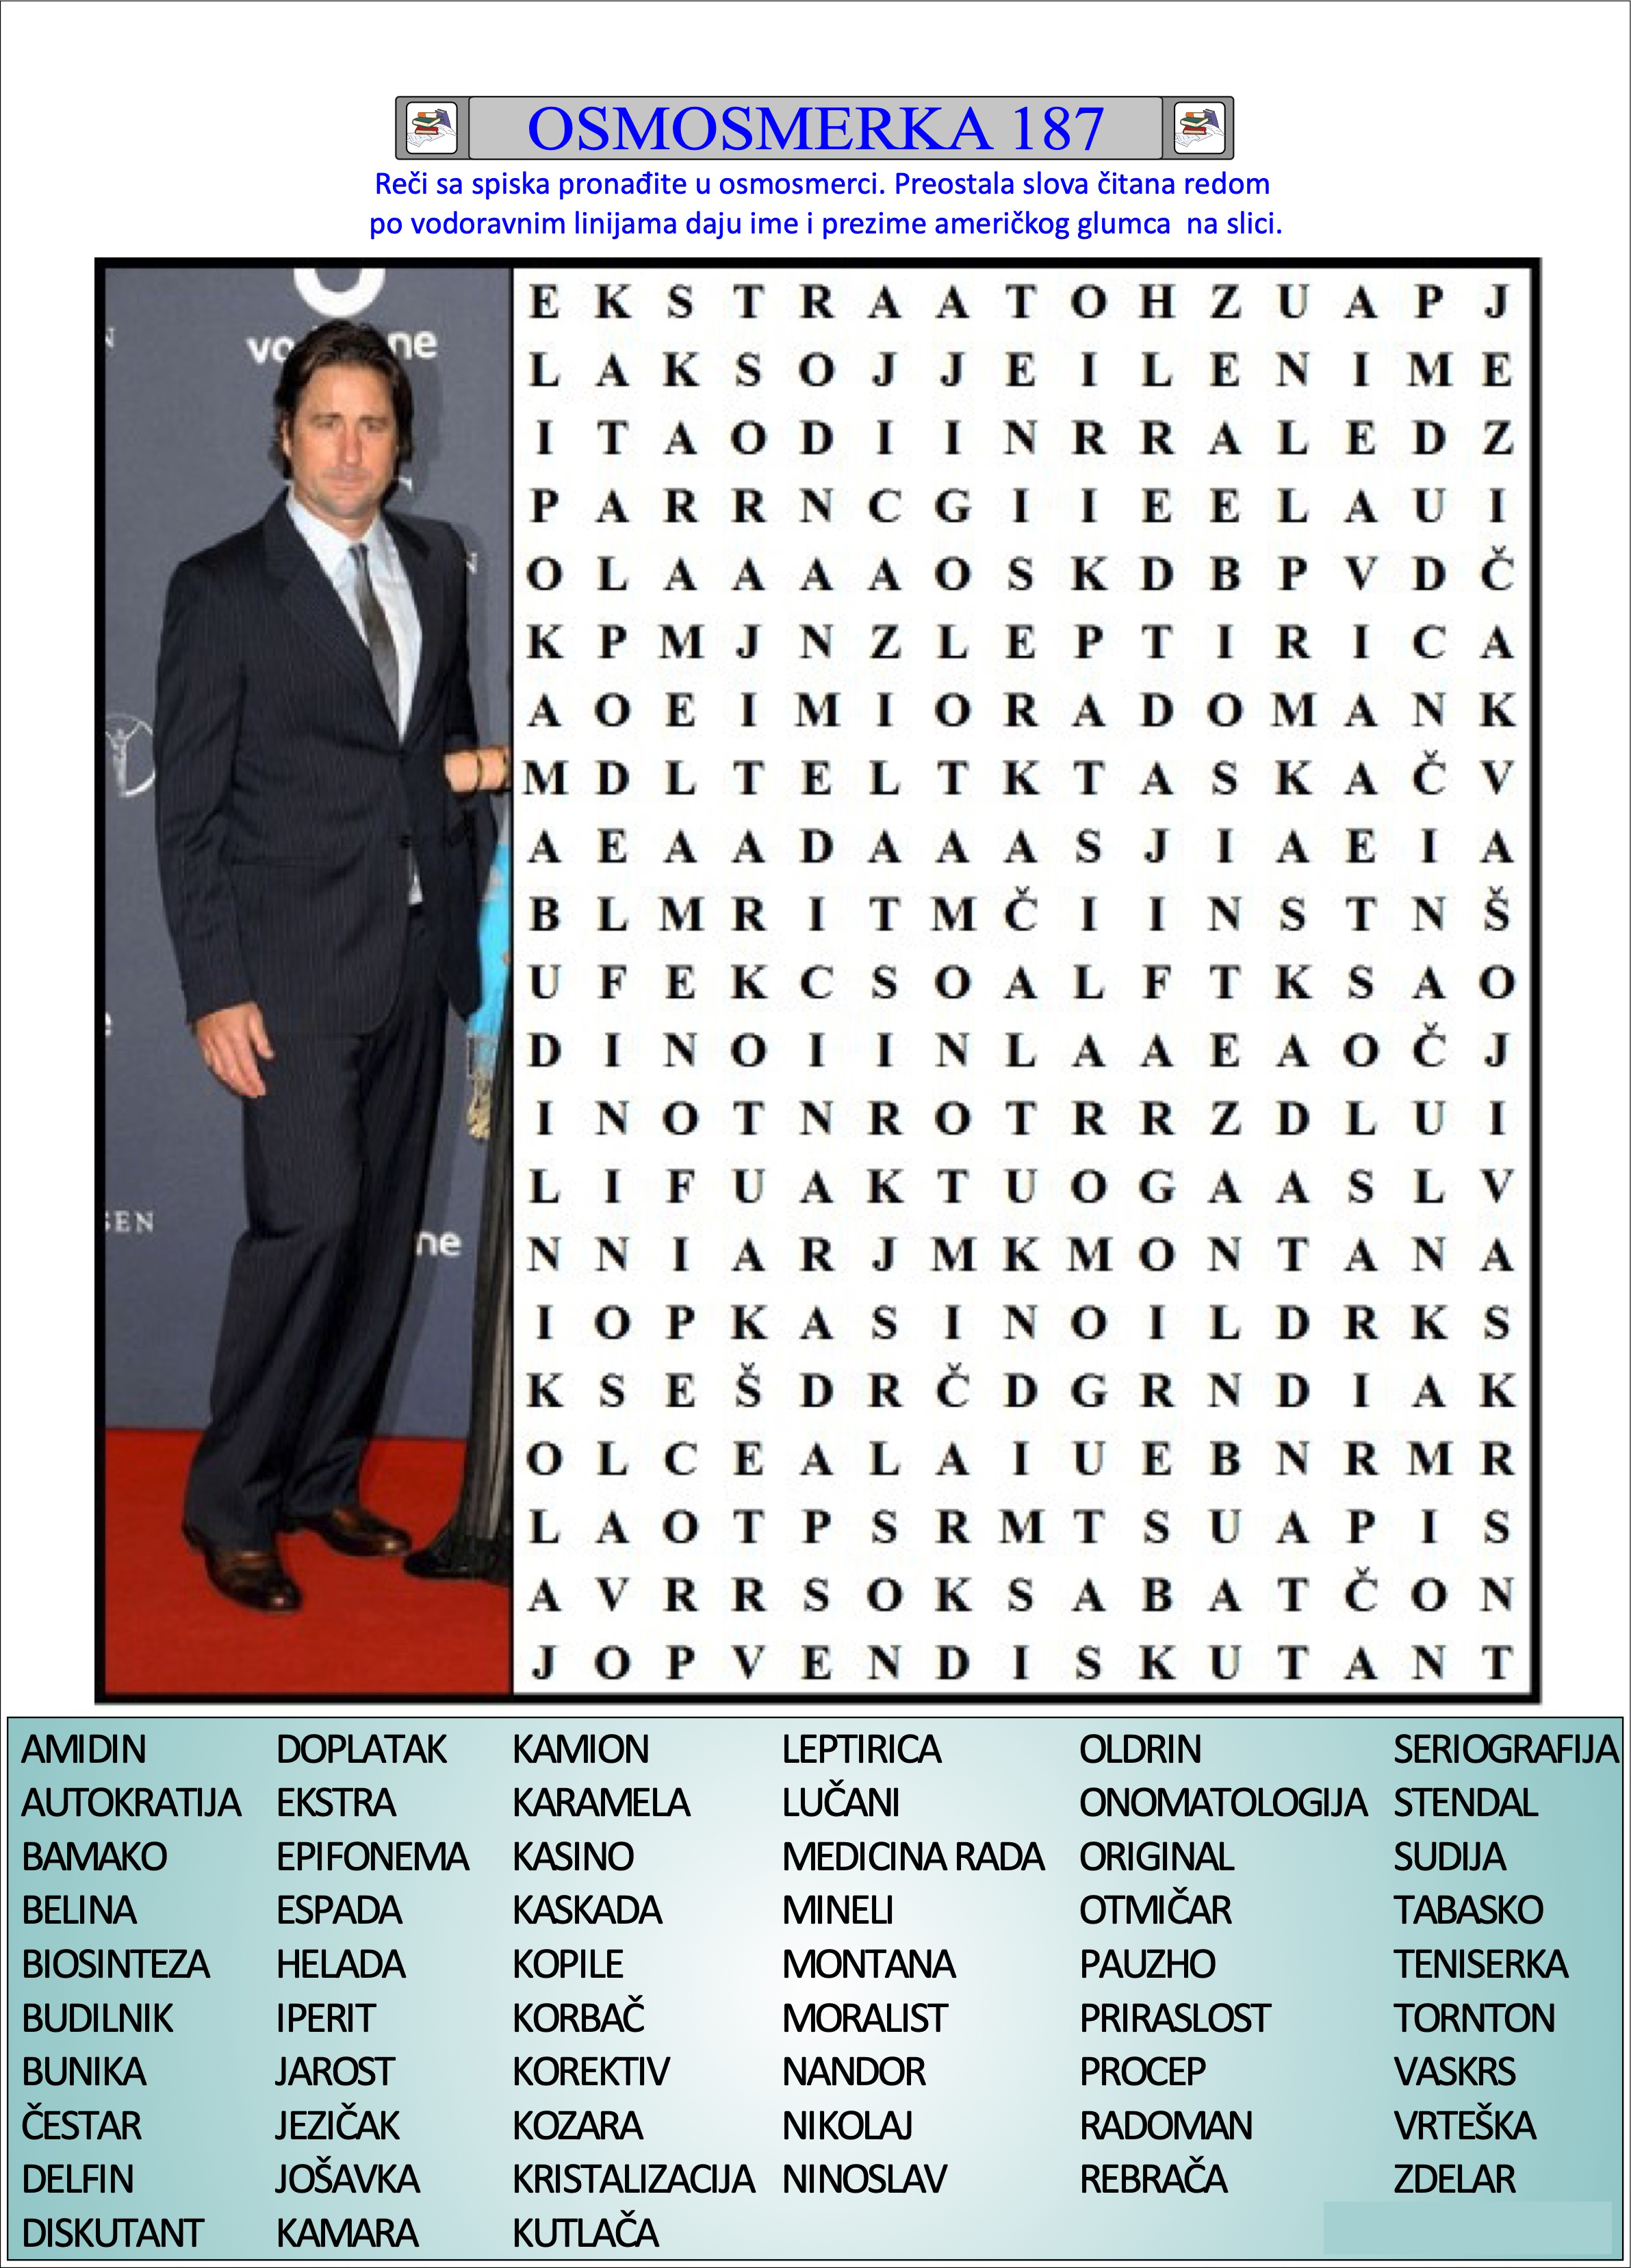 OSMOSMERKA 187
Reči sa spiska pronađite u osmosmerci. Preostala slova čitana redom
po vodoravnim linijama daju ime i prezime američkog glumca na slici.
vodafone
E K S T R A A T O H Z U A P J
L A K S O J J E I L E N I M E
I T A O D I I N R R A L E D Z
P A R R N C G I I E E L A U I
O L A A A A O S K D B P V D Č
K P M J N Z L E P T I R I C A
A O E I M I O R A D O M A N K
M D L T E L T K T A S K A Č V
A E A A D A A A S J I A E I A
B L M R I T M Č I I N S T N Š
U F E K C S O A L F T K S A O
D I N O I I N L A A E A O Č J
I N O T N R O T R R Z D L U I
L I F U A K T U O G A A S L V
N N I A R J M K M O N T A N A
I O P K A S I N O I L D R K S
K S E Š D R Č D G R N D I A K
O L C E A L A I U E B N R M R
L A O T P S R M T S U A P I S
A V R R S O K S A B A T Č O N
J O P V E N D I S K U T A N T
SEN
ne
AMIDIN DOPLATAK KAMION LEPTIRICA OLDRIN SERIOGRAFIJA
AUTOKRATIJA EKSTRA KARAMELA LUČANI ONOMATOLOGIJA STENDAL
BAMAKO EPIFONEMA KASINO MEDICINA RADA ORIGINAL SUDIJA
BELINA ESPADA KASKADA MINELI OTMIČAR TABASKO
BIOSINTEZA HELADA KOPILE MONTANA PAUZHO TENISERKA
BUDILNIK IPERIT KORBAČ MORALIST PRIRASLOST TORNTON
BUNIKA JAROST KOREKTIV NANDOR PROCEP VASKRS
ČESTAR JEZIČAK KOZARA NIKOLAJ RADOMAN VRTEŠKA
DELFIN JOŠAVKA KRISTALIZACIJA NINOSLAV REBRAČA ZDELAR
DISKUTANT KAMARA KUTLAČA